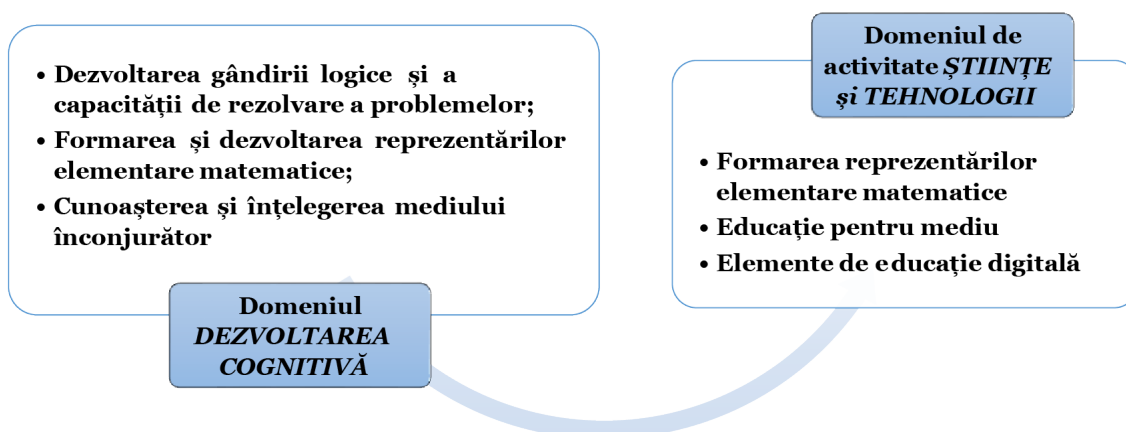 • Dezvoltarea gândirii logice și a
capacității de rezolvare a problemelor;
• Formarea și dezvoltarea reprezentărilor
elementare matematice;
• Cunoașterea și înțelegerea mediului
înconjurător
Domeniul
DEZVOLTAREA
COGNITIVĂ
Domeniul de
activitate ȘTIINȚE
și TEHNOLOGII
• Formarea reprezentărilor
elementare matematice
• Educație pentru mediu
• Elemente de educație digitală